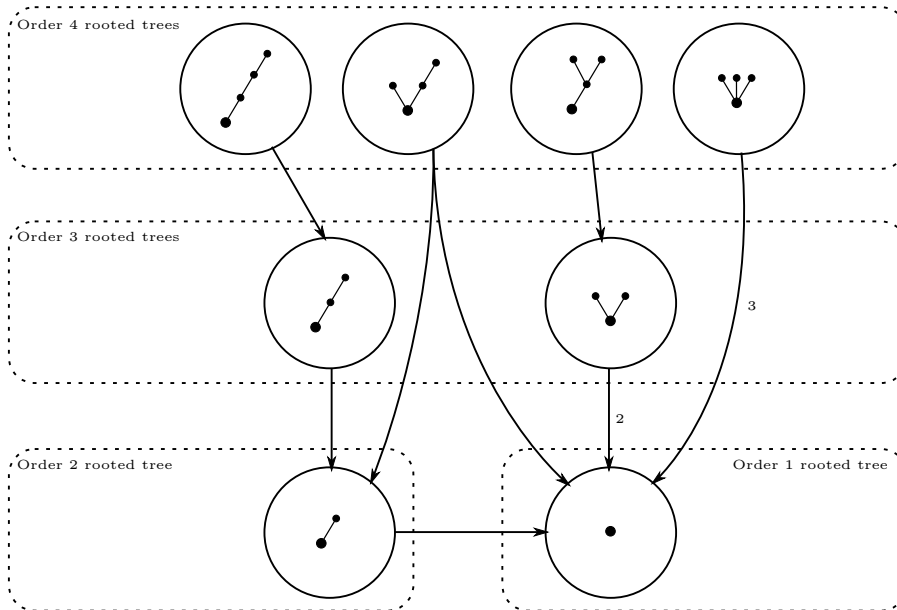 Order 4 rooted trees
Order 3 rooted trees
3
2
Order 2 rooted tree
Order 1 rooted tree